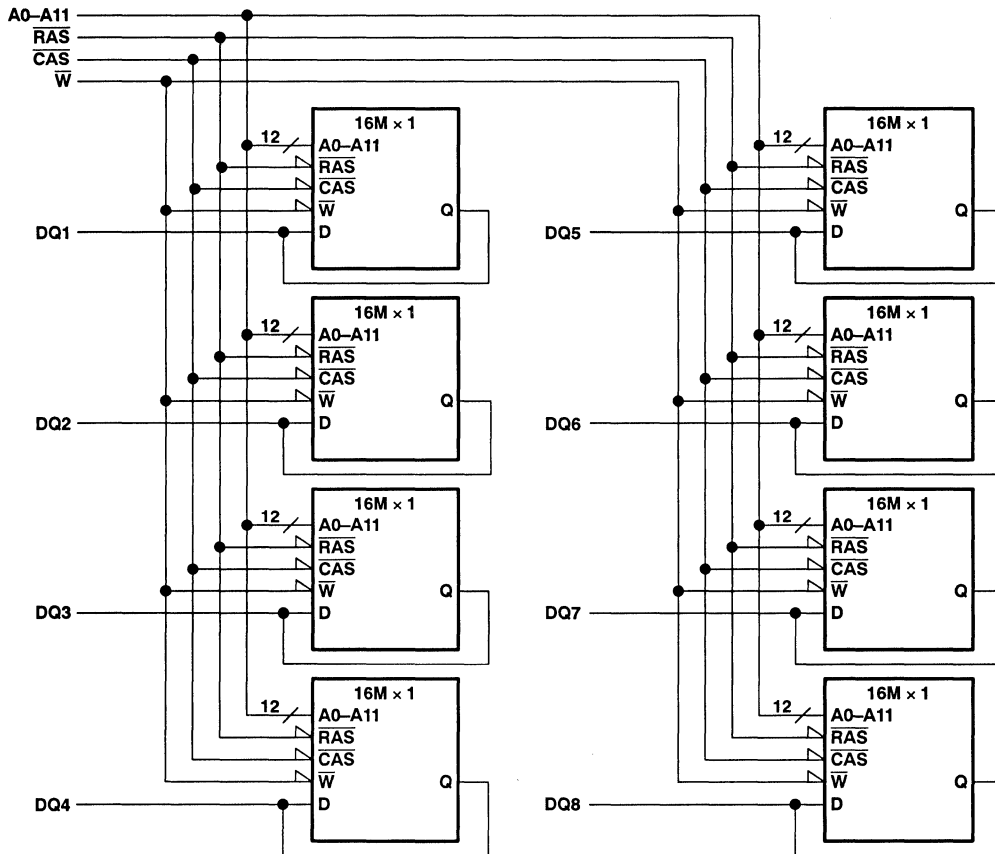 A0–A11
RAS
CAS
W
16M × 1
12
A0–A11
RAS
CAS
W
Q
D
DQ1
16M × 1
12
A0–A11
RAS
CAS
W
Q
D
DQ2
16M × 1
12
A0–A11
RAS
CAS
W
Q
D
DQ3
16M × 1
12
A0–A11
RAS
CAS
W
Q
D
DQ4
16M × 1
12
A0–A11
RAS
CAS
W
Q
D
DQ5
16M × 1
12
A0–A11
RAS
CAS
W
Q
D
DQ6
16M × 1
12
A0–A11
RAS
CAS
W
Q
D
DQ7
16M × 1
12
A0–A11
RAS
CAS
W
Q
D
DQ8